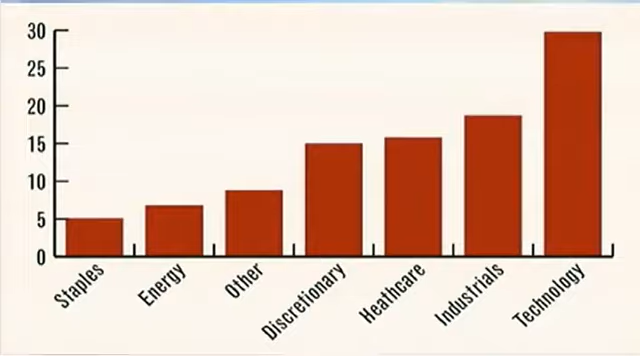 30
25
20
15
10
5
0
Staples
Energy
Other
Discretionary
Heathcare
Industrials
Technology